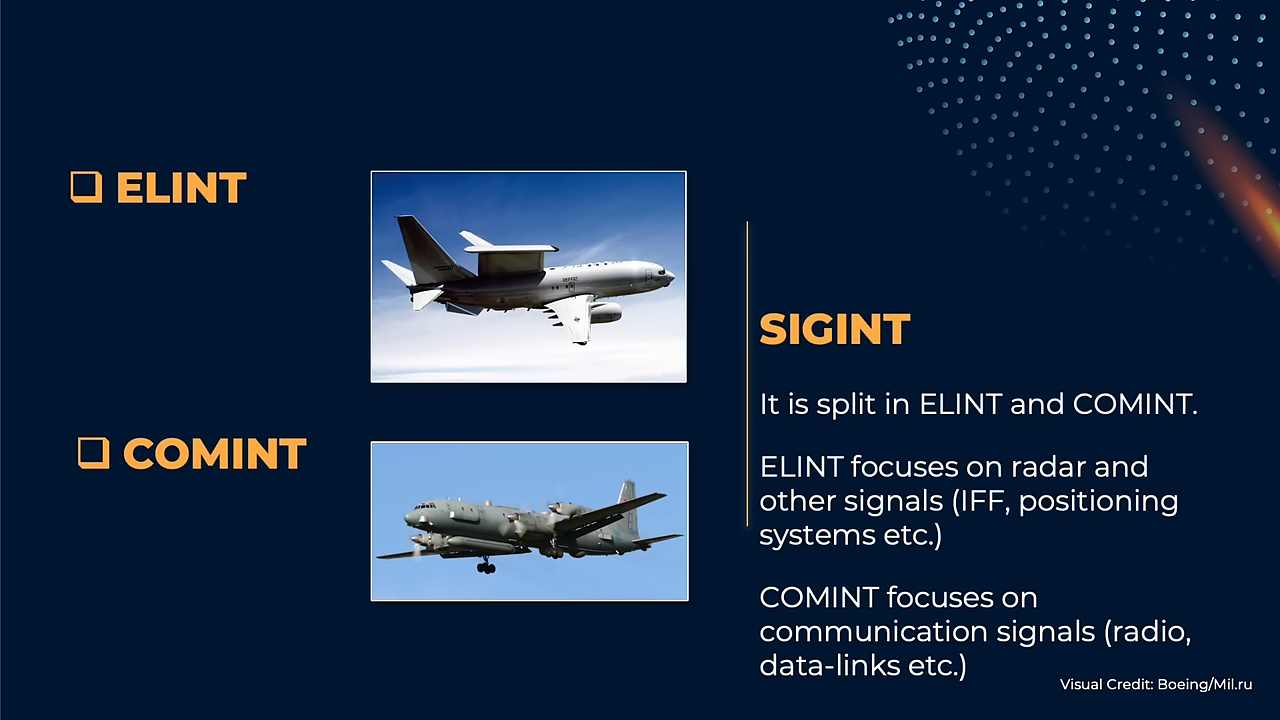 ELINT
COMINT
SIGINT
It is split in ELINT and COMINT.
ELINT focuses on radar and
other signals (IFF, positioning
systems etc.)
COMINT focuses on
communication signals (radio,
data-links etc.)
Visual Credit: Boeing/Mil.ru